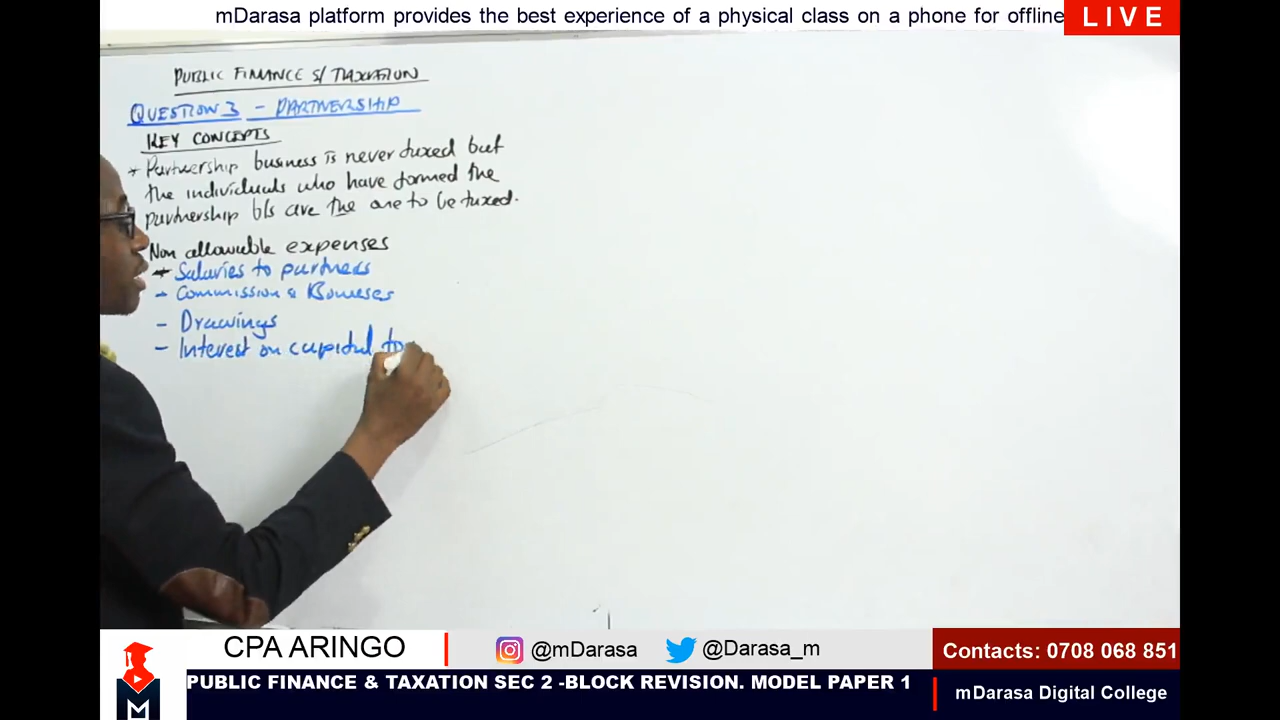 mDarasa platform provides the best experience of a physical class on a phone for offline
LIVE
PUBLIC FINANCE S/ TAXATION
QUESTION 3 - PARTNERSHIP
KEY CONCEPTS
* Partnership business is never taxed but
the individuals who have formed the
partnership b/s are the one to be taxed.
Non allowable expenses
- Salaries to partners
- Commission & Bonuses
- Drawings
- Interest on capital to
CPA ARINGO
@mDarasa
@Darasa_m
Contacts: 0708 068 851
M
PUBLIC FINANCE & TAXATION SEC 2 -BLOCK REVISION. MODEL PAPER 1
mDarasa Digital College